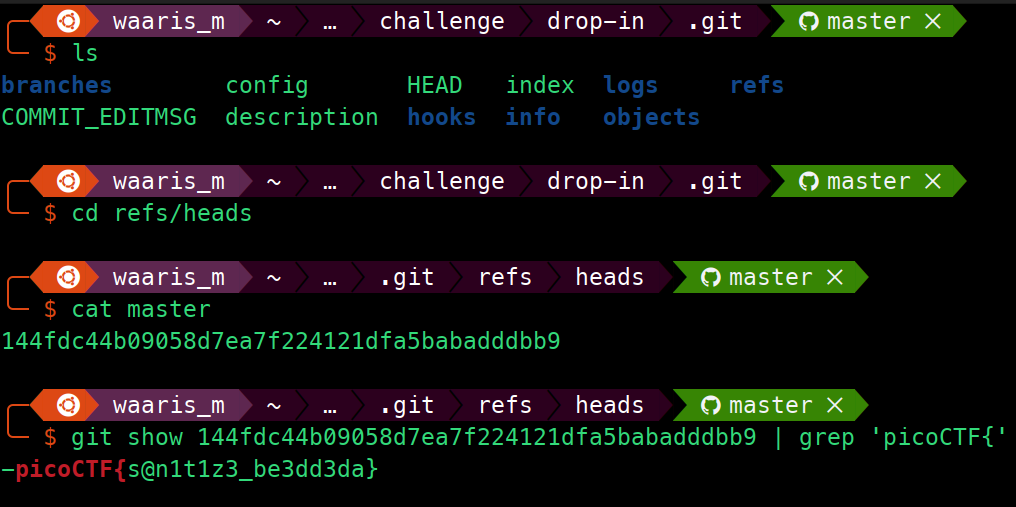 waaris_m ~ … challenge drop-in .git master ×
$ ls
branches config HEAD index logs refs
COMMIT_EDITMSG description hooks info objects
waaris_m ~ … challenge drop-in .git master ×
$ cd refs/heads
waaris_m ~ … .git refs heads master ×
$ cat master
144fdc44b09058d7ea7f224121dfa5babadddbb9
waaris_m ~ … .git refs heads master ×
$ git show 144fdc44b09058d7ea7f224121dfa5babadddbb9 | grep 'picoCTF{'
-picoCTF{s@n1t1z3_be3dd3da}